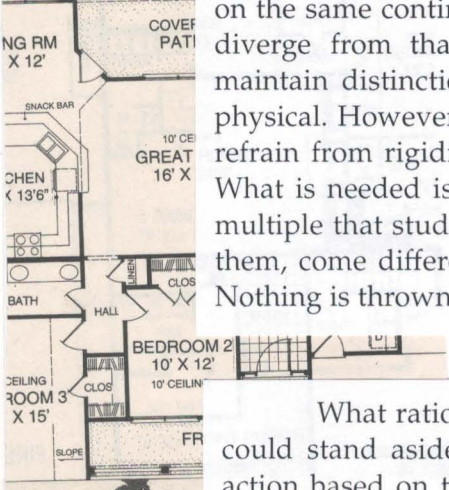 NG RM
X 12'
COVER
PATI
SNACK BAR
10' CE
GREAT
16' X
CHEN
X 13'6"
LINEN
CLOS
BATH
HALL
BEDROOM 2
10' X 12'
10' CEILIN
CEILING
ROOM 3
X 15'
CLOS
SLOPE
FR
on the same contin
diverge from tha
maintain distinctio
physical. However
refrain from rigidi
What is needed is
multiple that stud
them, come differe
Nothing is thrown
What ratio
could stand aside
action based on t